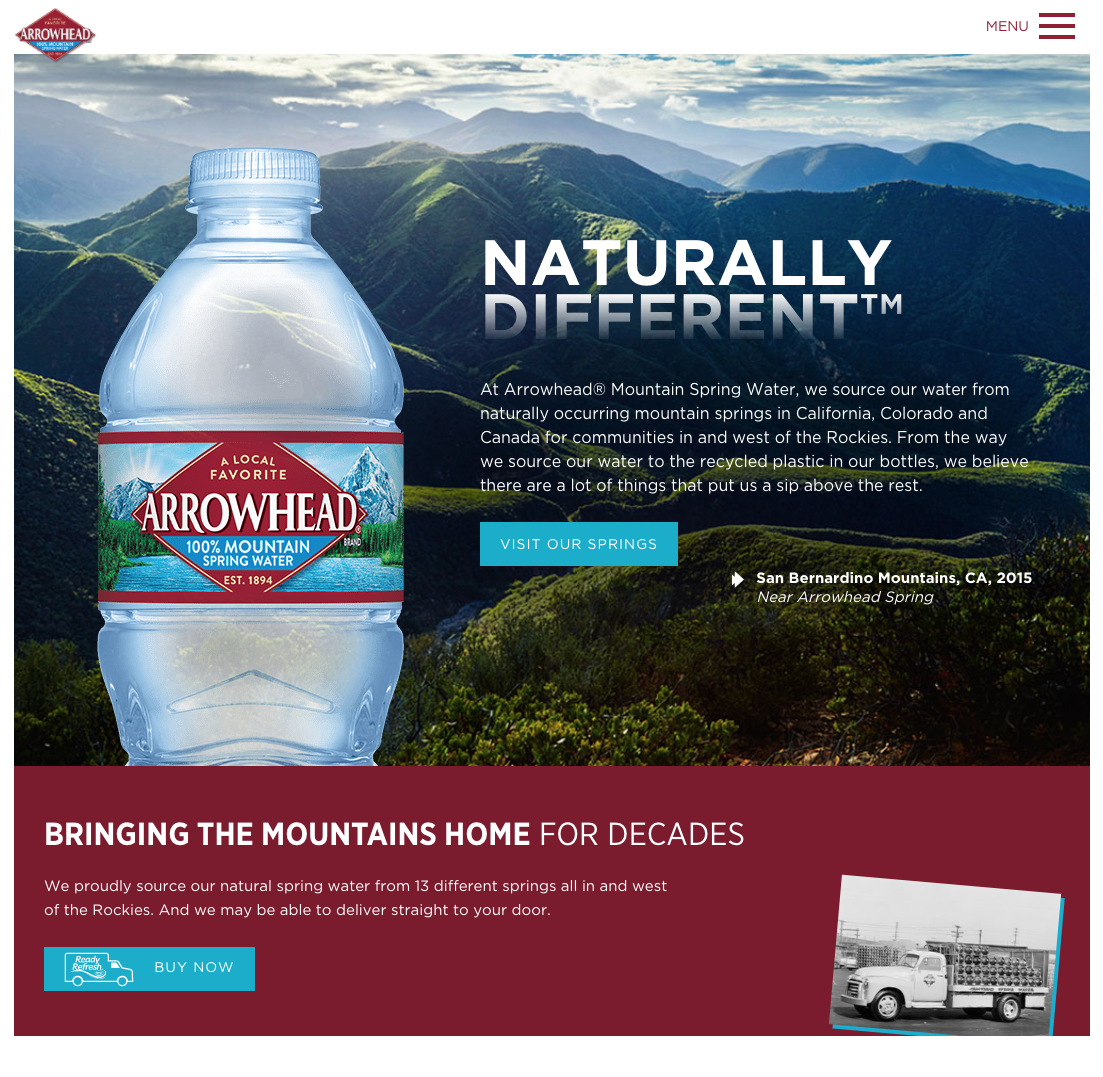 A LOCAL
FAVORITE
ARROWHEAD
100% MOUNTAIN
SPRING WATER
MENU
NATURALLY
DIFFERENT™
At Arrowhead® Mountain Spring Water, we source our water from
naturally occurring mountain springs in California, Colorado and
Canada for communities in and west of the Rockies. From the way
we source our water to the recycled plastic in our bottles, we believe
there are a lot of things that put us a sip above the rest.
VISIT OUR SPRINGS
San Bernardino Mountains, CA, 2015
Near Arrowhead Spring
A LOCAL
FAVORITE
ARROWHEAD®
BRAND
100% MOUNTAIN
SPRING WATER
EST. 1894
BRINGING THE MOUNTAINS HOME FOR DECADES
We proudly source our natural spring water from 13 different springs all in and west
of the Rockies. And we may be able to deliver straight to your door.
Ready
Refresh
BUY NOW